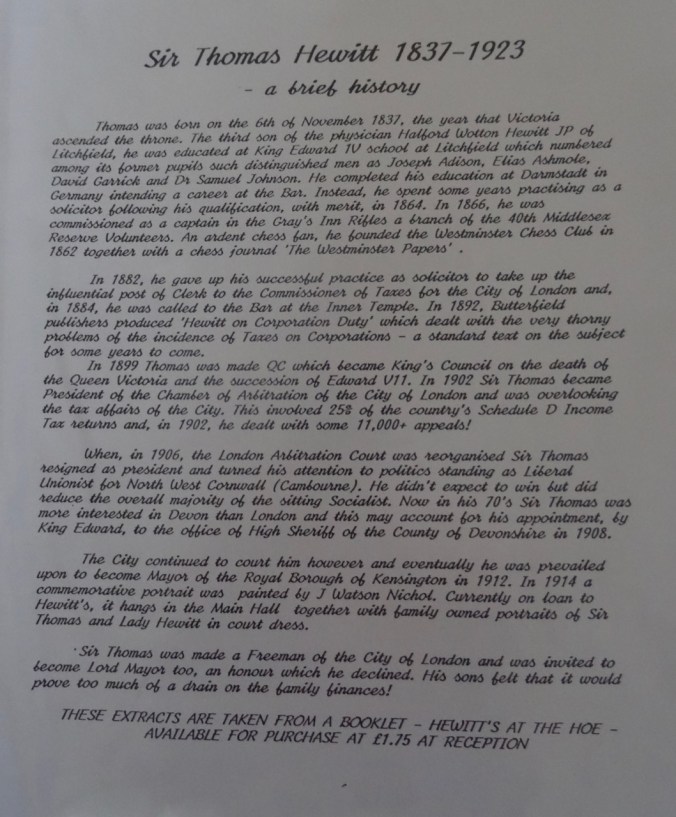 Sir Thomas Hewitt 1837-1923
- a brief history
Thomas was born on the 6th of November 1837, the year that Victoria
ascended the throne. The third son of the physician Halford Wotton Hewitt JP of
Litchfield, he was educated at King Edward 1V school at Litchfield which numbered
among its former pupils such distinguished men as Joseph Adison, Elias Ashmole,
David Garrick and Dr Samuel Johnson. He completed his education at Darmstadt in
Germany intending a career at the Bar. Instead, he spent some years practising as a
solicitor following his qualification, with merit, in 1864. In 1866, he was
commissioned as a captain in the Gray's Inn Rifles a branch of the 40th Middlesex
Reserve Volunteers. An ardent chess fan, he founded the Westminster Chess Club in
1862 together with a chess journal 'The Westminster Papers' .
In 1882, he gave up his successful practice as solicitor to take up the
influential post of Clerk to the Commissioner of Taxes for the City of London and,
in 1884, he was called to the Bar at the Inner Temple. In 1892, Butterfield
publishers produced 'Hewitt on Corporation Duty' which dealt with the very thorny
problems of the incidence of Taxes on Corporations - a standard text on the subject
for some years to come.
In 1899 Thomas was made QC which became King's Council on the death of
the Queen Victoria and the succession of Edward V11. In 1902 Sir Thomas became
President of the Chamber of Arbitration of the City of London and was overlooking
the tax affairs of the City. This involved 25% of the country's Schedule D Income
Tax returns and, in 1902, he dealt with some 11,000+ appeals!
When, in 1906, the London Arbitration Court was reorganised Sir Thomas
resigned as president and turned his attention to politics standing as Liberal
Unionist for North West Cornwall (Cambourne). He didn't expect to win but did
reduce the overall majority of the sitting Socialist. Now in his 70's Sir Thomas was
more interested in Devon than London and this may account for his appointment, by
King Edward, to the office of High Sheriff of the County of Devonshire in 1908.
The City continued to court him however and eventually he was prevailed
upon to become Mayor of the Royal Borough of Kensington in 1912. In 1914 a
commemorative portrait was painted by J Watson Nichol. Currently on loan to
Hewitt's, it hangs in the Main Hall together with family owned portraits of Sir
Thomas and Lady Hewitt in court dress.
Sir Thomas was made a Freeman of the City of London and was invited to
become Lord Mayor too, an honour which he declined. His sons felt that it would
prove too much of a drain on the family finances!
THESE EXTRACTS ARE TAKEN FROM A BOOKLET - HEWITT'S AT THE HOE -
AVAILABLE FOR PURCHASE AT £1.75 AT RECEPTION